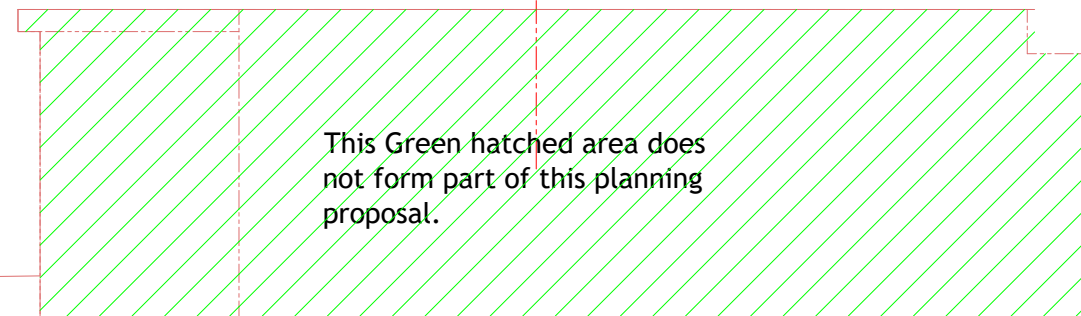 This Green hatched area does
not form part of this planning
proposal.